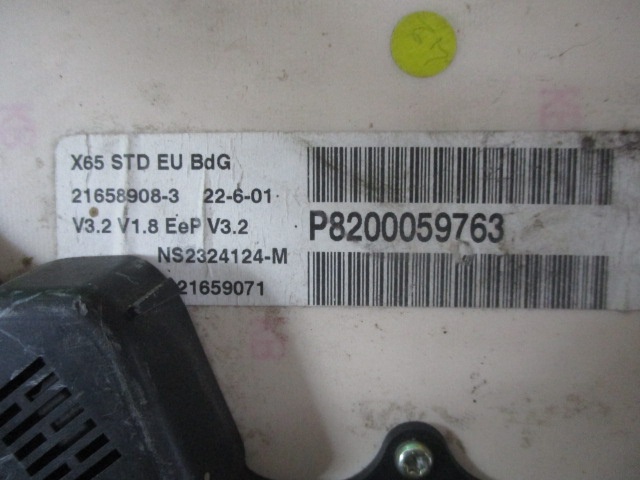 X65 STD EU BdG
21658908-3 22-6-01
V3.2 V1.8 EeP V3.2
NS2324124-M
21659071
P8200059763